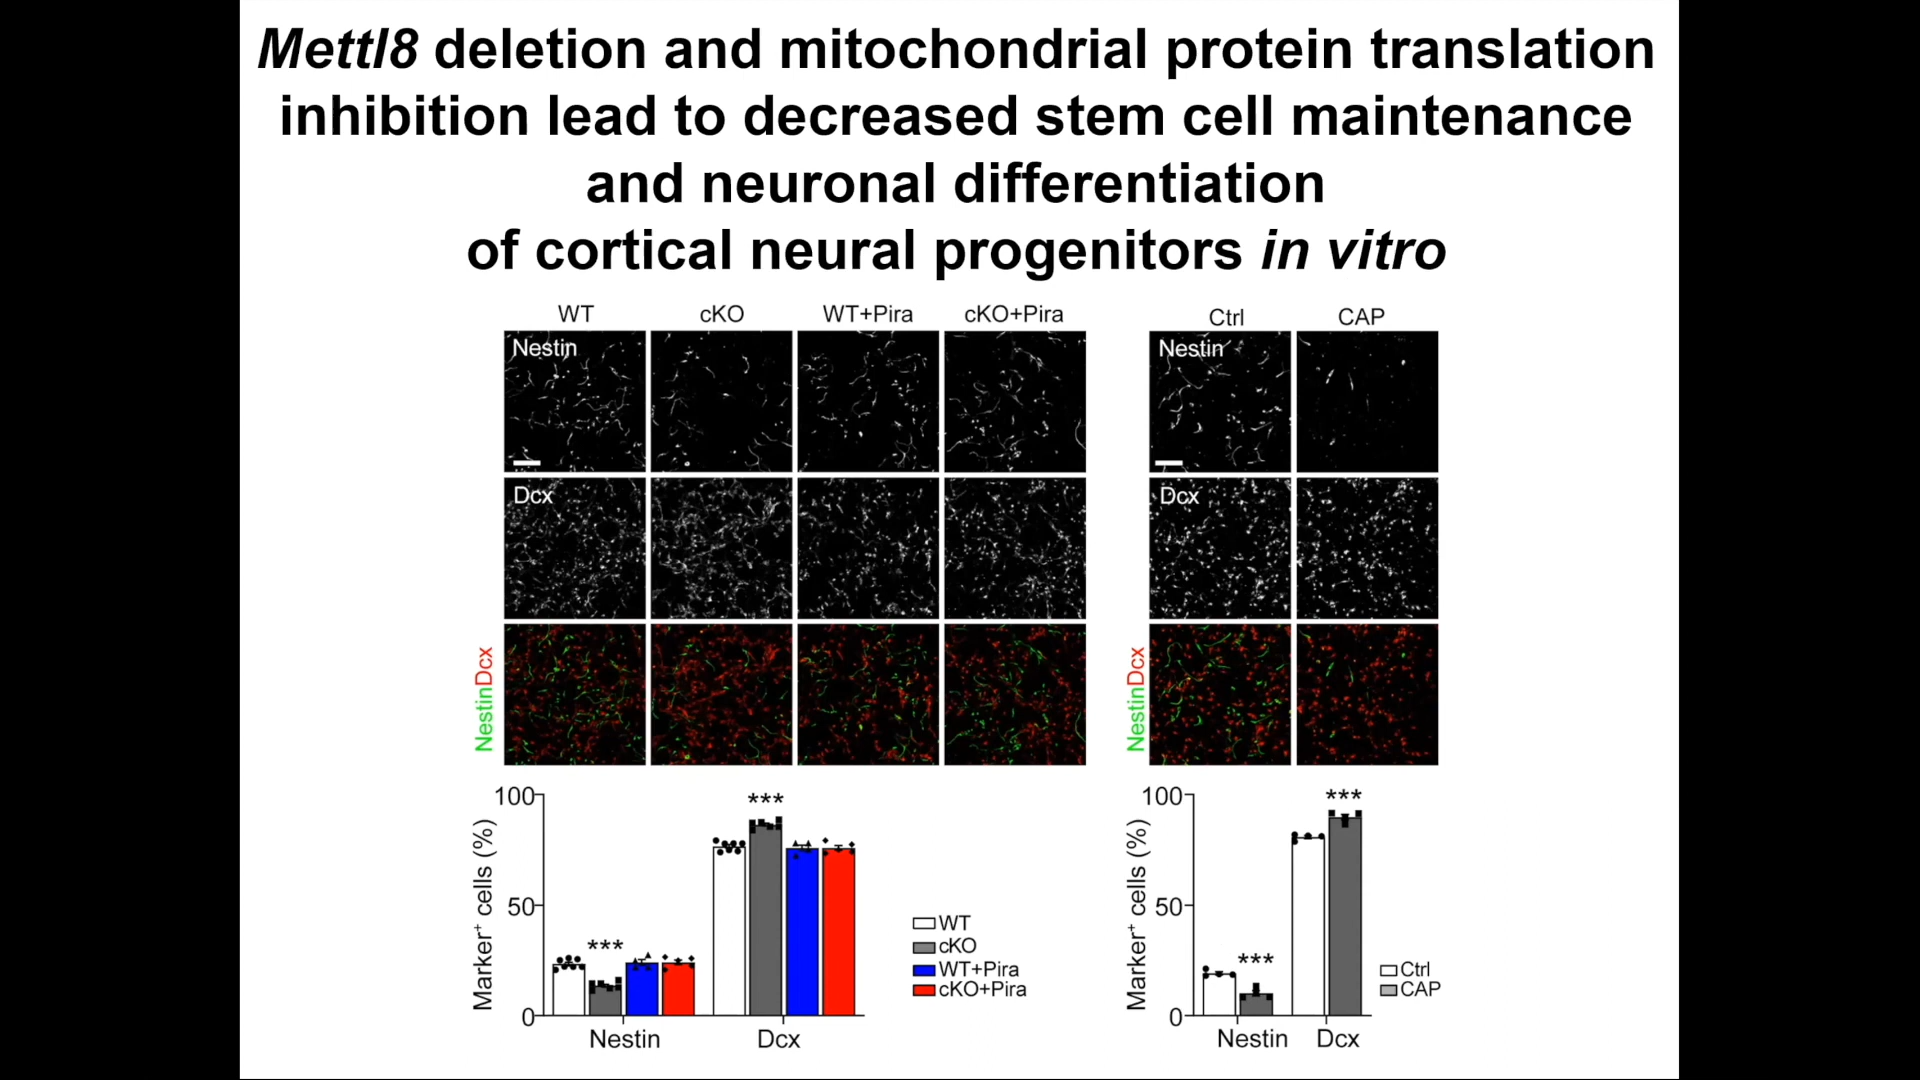 Mettl8 deletion and mitochondrial protein translation
inhibition lead to decreased stem cell maintenance
and neuronal differentiation
of cortical neural progenitors in vitro
WT cKO WT+Pira cKO+Pira
Nestin
Dcx
NestinDcx
Ctrl CAP
Nestin
Dcx
NestinDcx
Marker+ cells (%)
100
50
0
***
***
Nestin Dcx
WT
cKO
WT+Pira
cKO+Pira
Marker+ cells (%)
100
50
0
***
***
Nestin Dcx
Ctrl
CAP